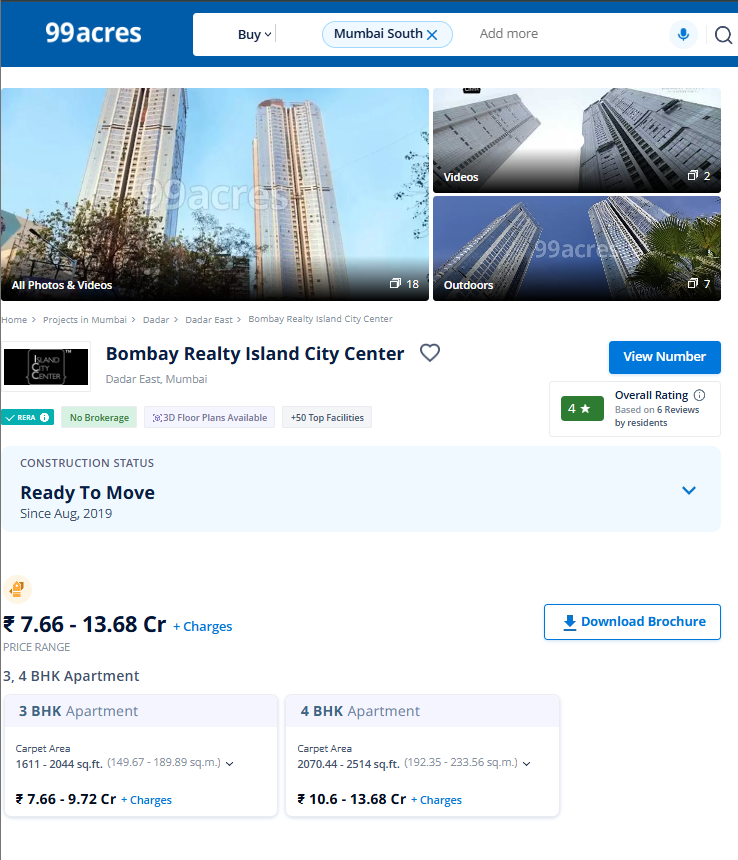 99acres
Buy
Mumbai South
Add more
99acres
99acres
Videos
2
All Photos & Videos
18
Outdoors
7
Home > Projects in Mumbai > Dadar > Dadar East > Bombay Realty Island City Center
ISLAND
CITY
CENTER
TM
Bombay Realty Island City Center
View Number
Dadar East, Mumbai
4 ★
Overall Rating
Based on 6 Reviews
by residents
RERA
No Brokerage
3D Floor Plans Available
+50 Top Facilities
CONSTRUCTION STATUS
Ready To Move
Since Aug, 2019
₹ 7.66 - 13.68 Cr + Charges
Download Brochure
PRICE RANGE
3, 4 BHK Apartment
3 BHK Apartment
Carpet Area
1611 - 2044 sq.ft. (149.67 - 189.89 sq.m.)
₹ 7.66 - 9.72 Cr + Charges
4 BHK Apartment
Carpet Area
2070.44 - 2514 sq.ft. (192.35 - 233.56 sq.m.)
₹ 10.6 - 13.68 Cr + Charges